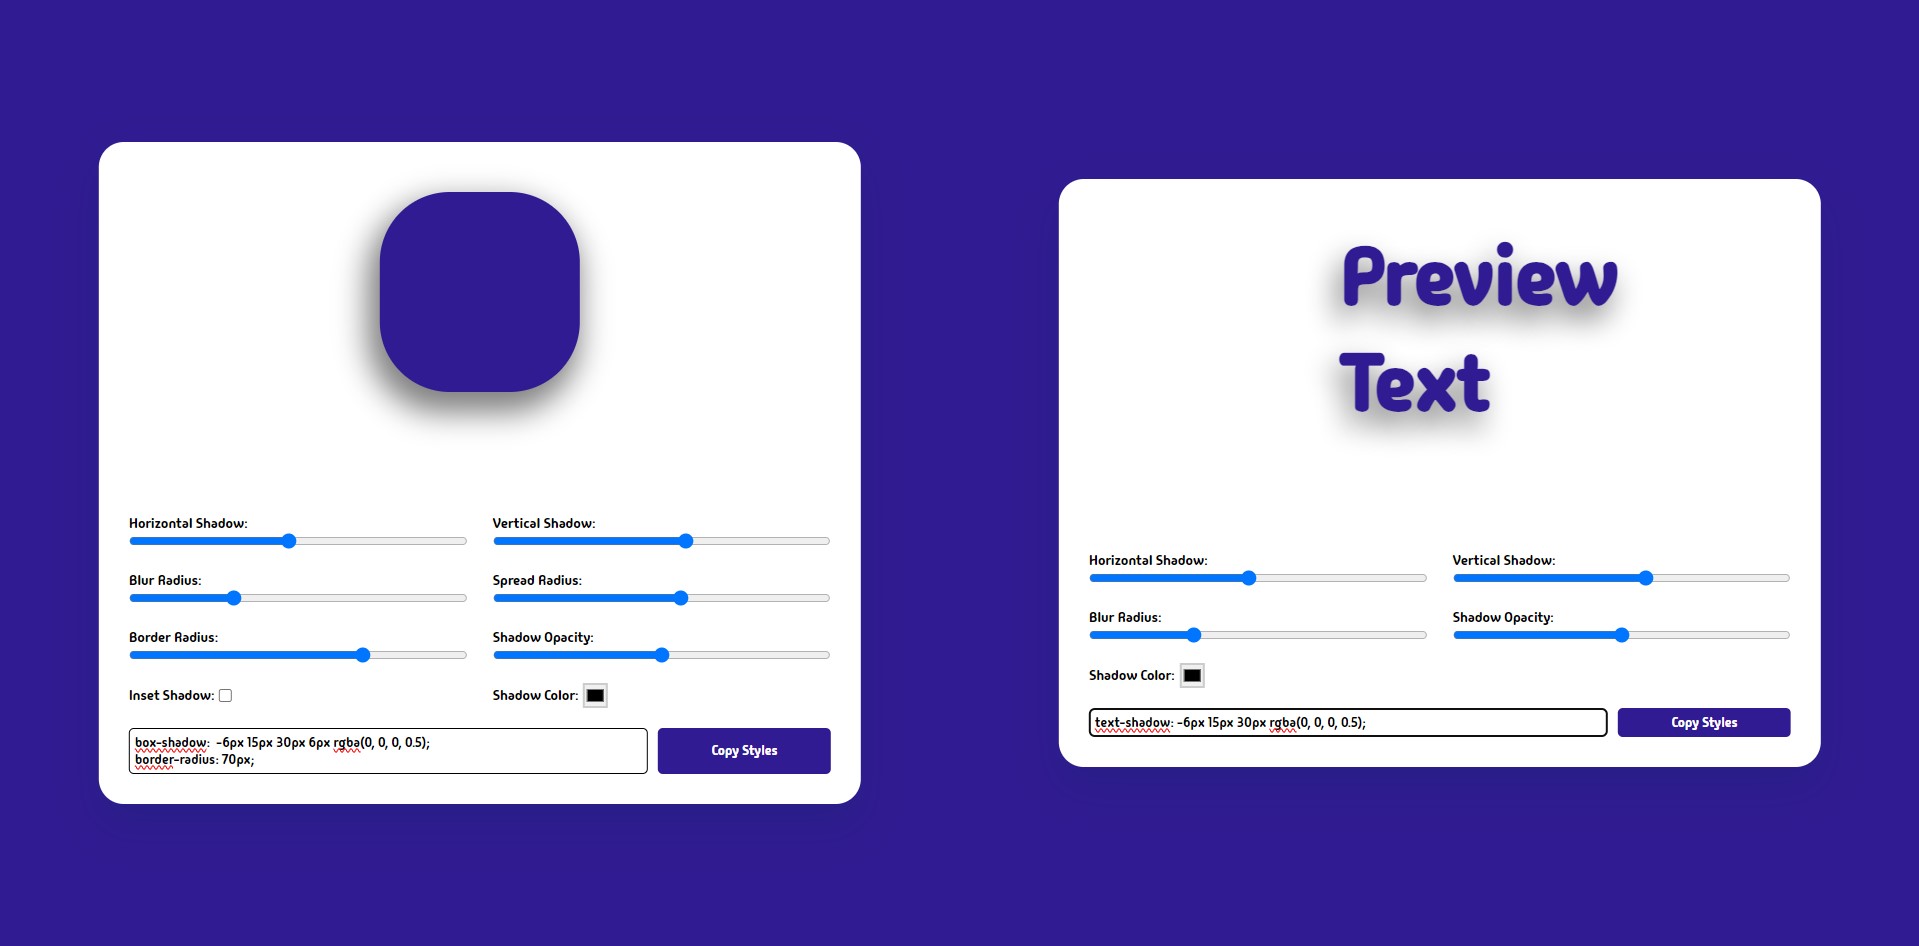 Horizontal Shadow:
Vertical Shadow:
Blur Radius:
Spread Radius:
Border Radius:
Shadow Opacity:
Inset Shadow:
Shadow Color:
box-shadow:  -6px 15px 30px 6px rgba(0, 0, 0, 0.5);
border-radius: 70px;
Copy Styles
Preview
Text
Horizontal Shadow:
Vertical Shadow:
Blur Radius:
Shadow Opacity:
Shadow Color:
text-shadow: -6px 15px 30px rgba(0, 0, 0, 0.5);
Copy Styles